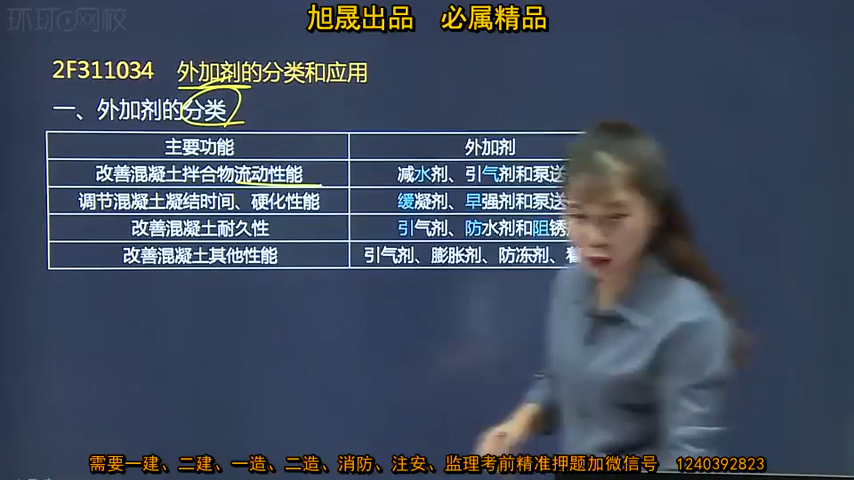 环球网校
旭晟出品 必属精品
2F311034 外加剂的分类和应用
一、外加剂的分类
主要功能 外加剂
改善混凝土拌合物流动性能 减水剂、引气剂和泵送
调节混凝土凝结时间、硬化性能 缓凝剂、早强剂和泵送
改善混凝土耐久性 引气剂、防水剂和阻锈
改善混凝土其他性能 引气剂、膨胀剂、防冻剂、
需要一建、二建、一造、二造、消防、注安、监理考前精准押题加微信号 1240392823